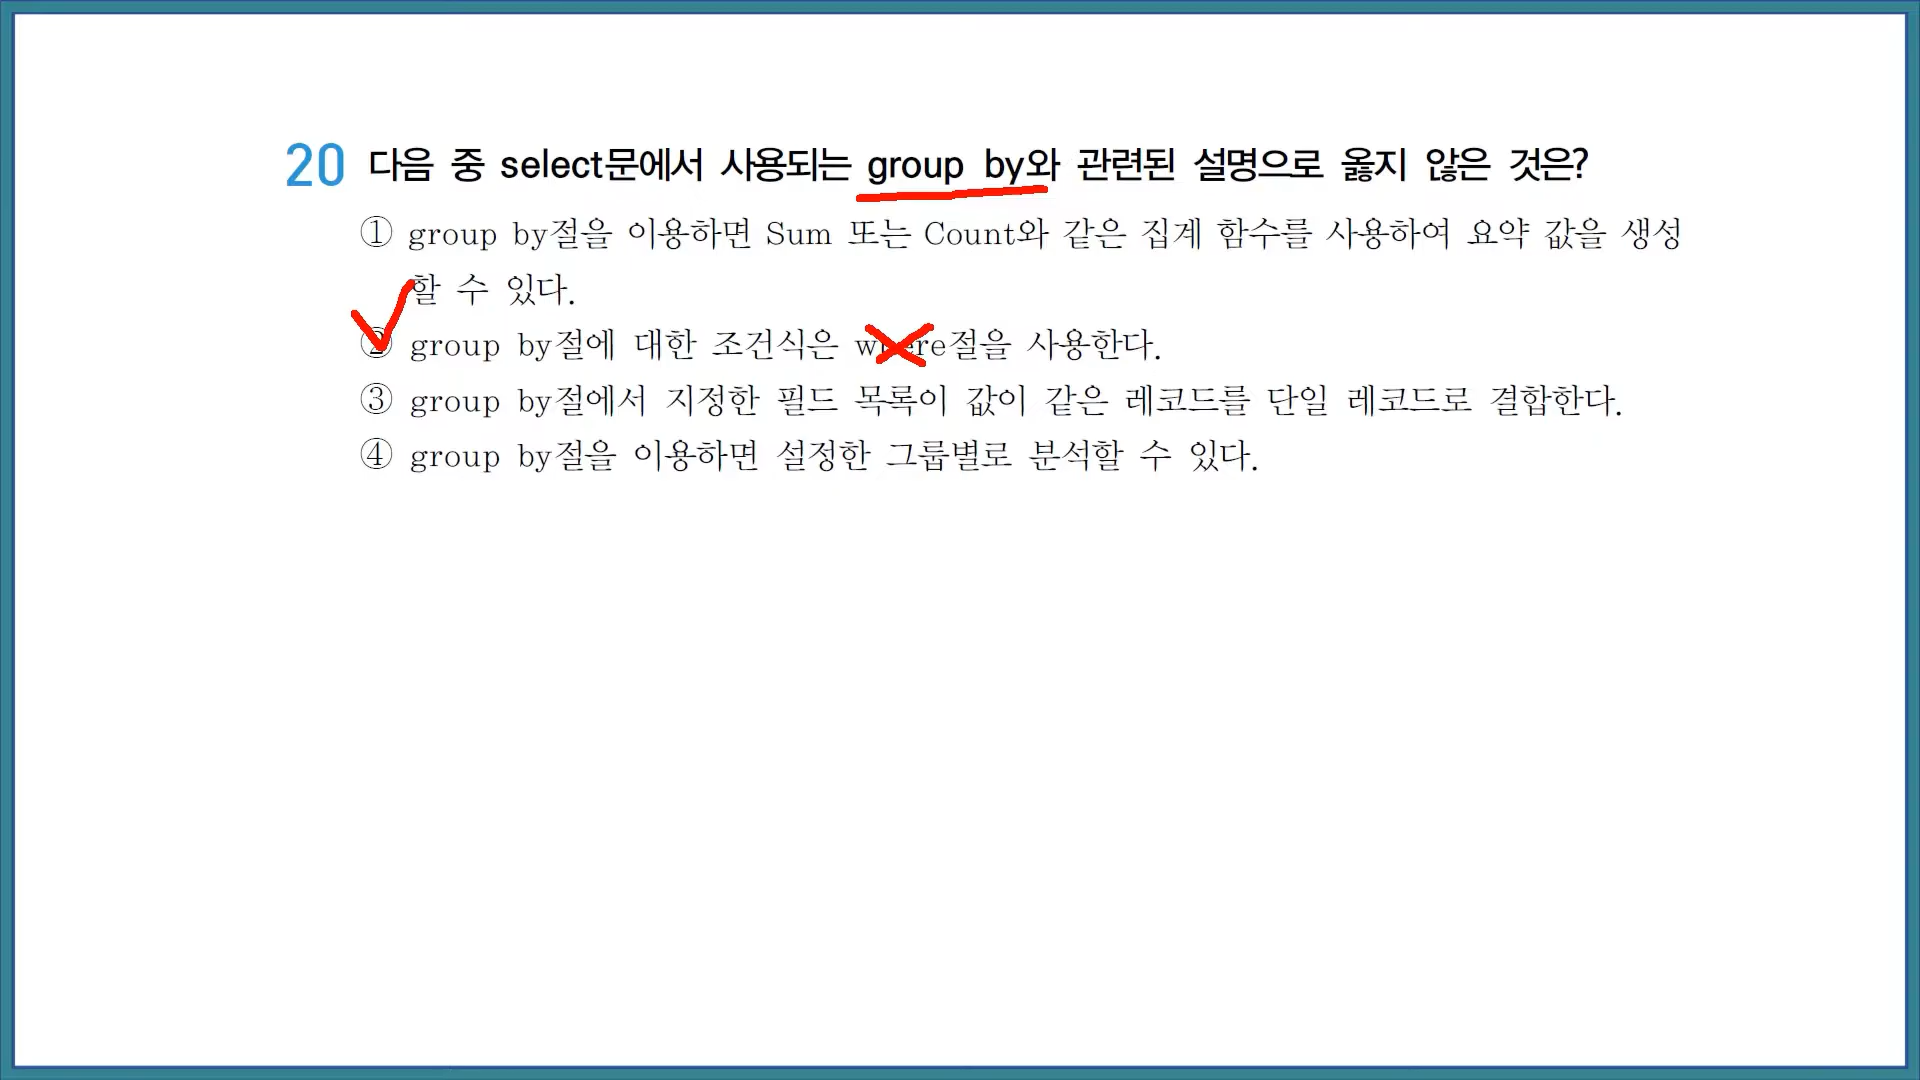 20 다음 중 select문에서 사용되는 group by와 관련된 설명으로 옳지 않은 것은?
① group by절을 이용하면 Sum 또는 Count와 같은 집계 함수를 사용하여 요약 값을 생성
할 수 있다.
② group by절에 대한 조건식은 where절을 사용한다.
③ group by절에서 지정한 필드 목록이 값이 같은 레코드를 단일 레코드로 결합한다.
④ group by절을 이용하면 설정한 그룹별로 분석할 수 있다.